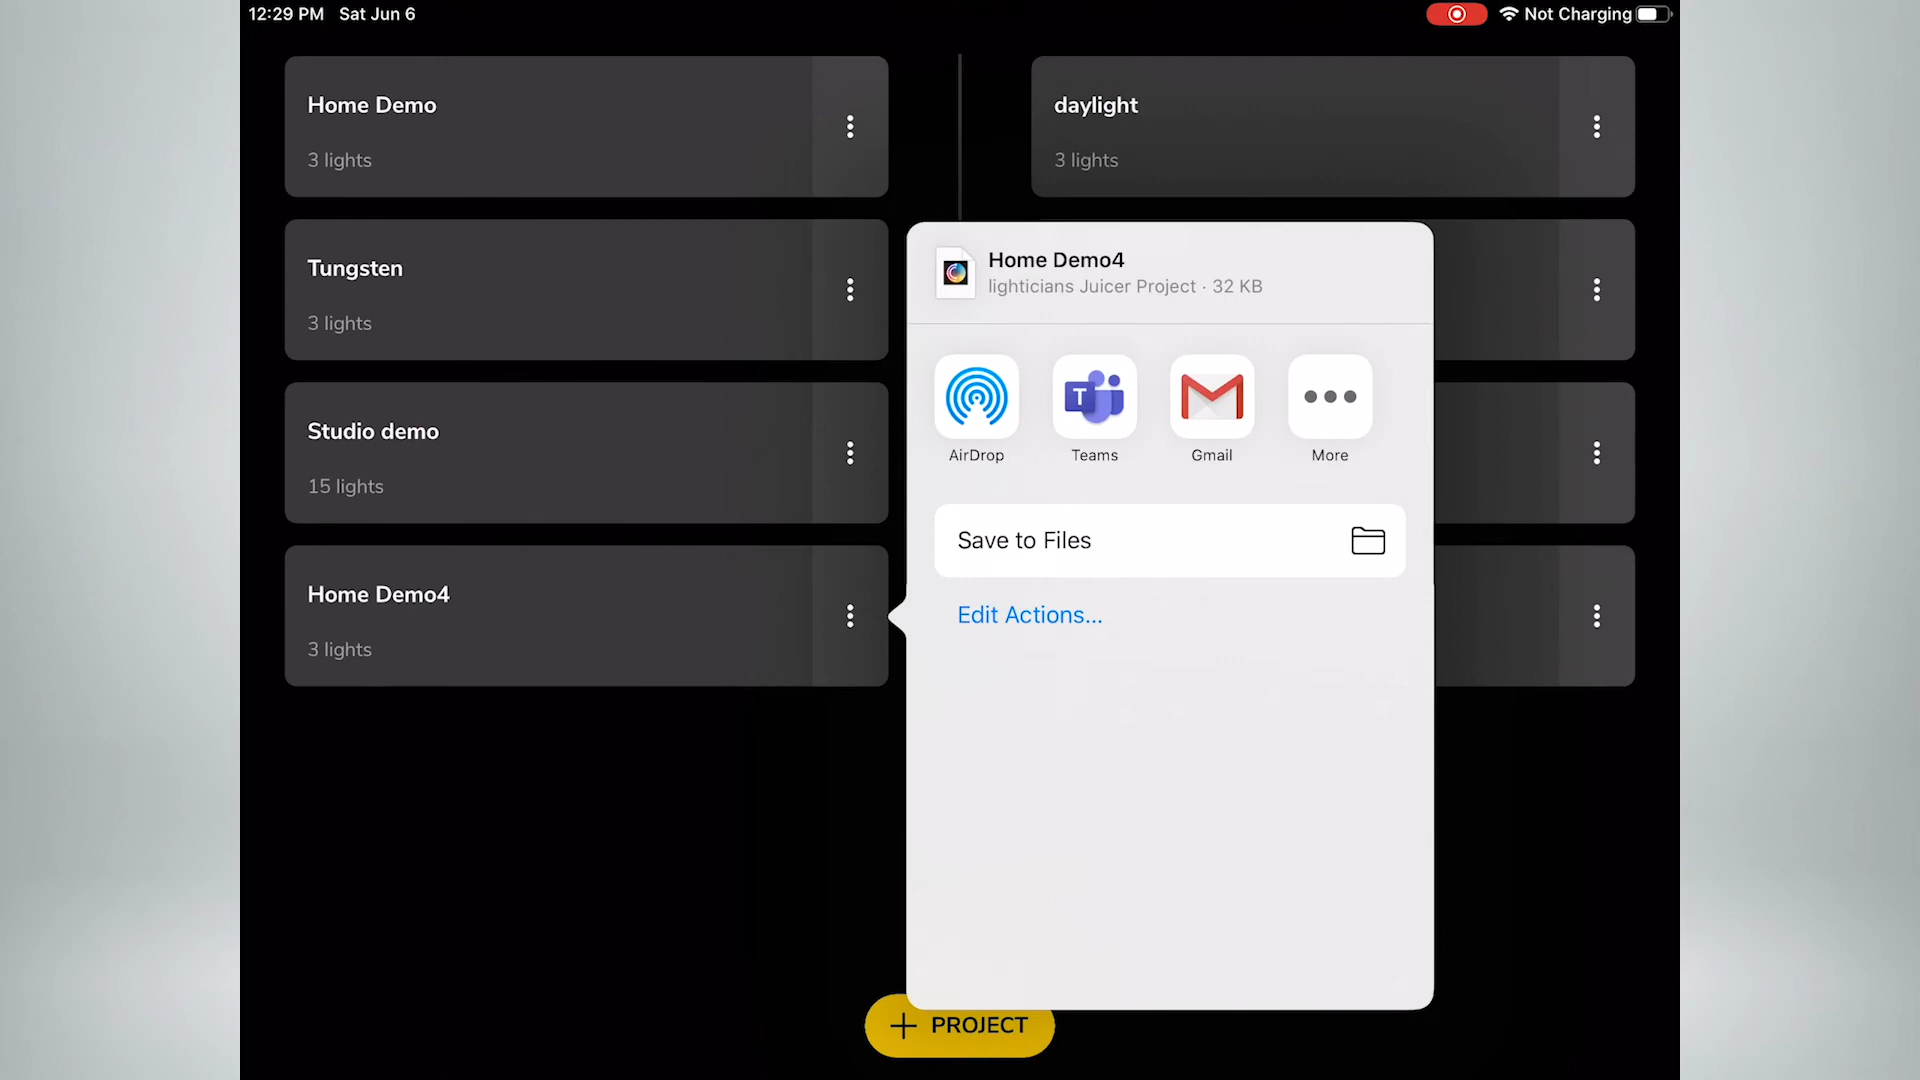 12:29 PM Sat Jun 6
Not Charging
Home Demo
3 lights
Tungsten
3 lights
Studio demo
15 lights
Home Demo4
3 lights
daylight
3 lights
Home Demo4
lighticians Juicer Project · 32 KB
T
AirDrop
Teams
Gmail
More
Save to Files
Edit Actions...
+ PROJECT